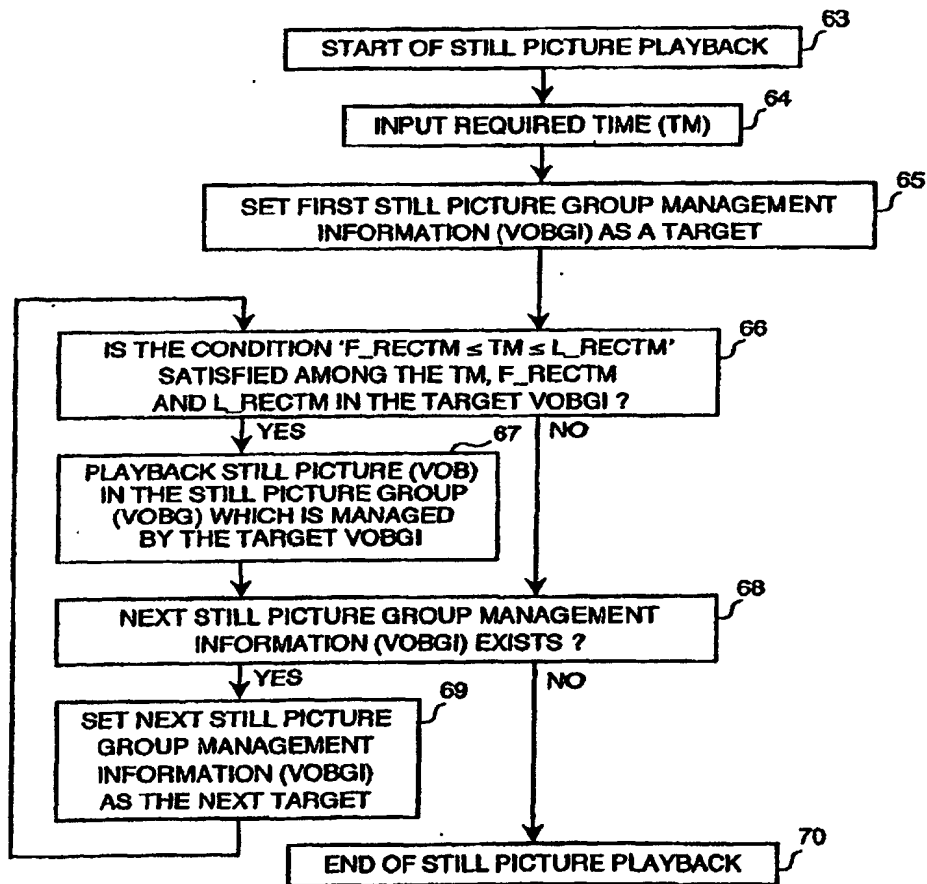 63
START OF STILL PICTURE PLAYBACK
64
INPUT REQUIRED TIME (TM)
65
SET FIRST STILL PICTURE GROUP MANAGEMENT
INFORMATION (VOBGI) AS A TARGET
66
IS THE CONDITION 'F_RECTM ≤ TM ≤ L_RECTM'
SATISFIED AMONG THE TM, F_RECTM
AND L_RECTM IN THE TARGET VOBGI ?
YES
NO
67
PLAYBACK STILL PICTURE (VOB)
IN THE STILL PICTURE GROUP
(VOBG) WHICH IS MANAGED
BY THE TARGET VOBGI
68
NEXT STILL PICTURE GROUP MANAGEMENT
INFORMATION (VOBGI) EXISTS ?
YES
NO
69
SET NEXT STILL PICTURE
GROUP MANAGEMENT
INFORMATION (VOBGI)
AS THE NEXT TARGET
70
END OF STILL PICTURE PLAYBACK